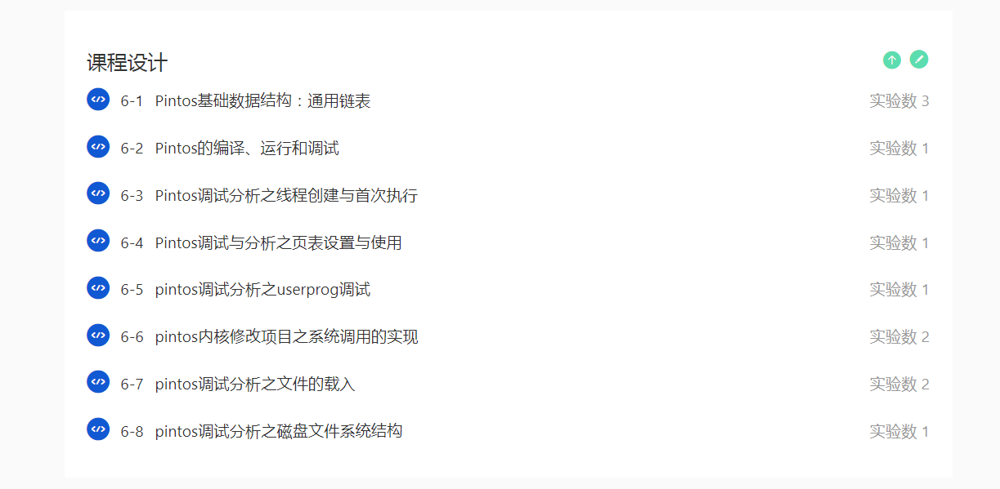 课程设计
6-1 Pintos基础数据结构：通用链表 实验数 3
6-2 Pintos的编译、运行和调试 实验数 1
6-3 Pintos调试分析之线程创建与首次执行 实验数 1
6-4 Pintos调试与分析之页表设置与使用 实验数 1
6-5 pintos调试分析之userprog调试 实验数 1
6-6 pintos内核修改项目之系统调用的实现 实验数 2
6-7 pintos调试分析之文件的载入 实验数 2
6-8 pintos调试分析之磁盘文件系统结构 实验数 1